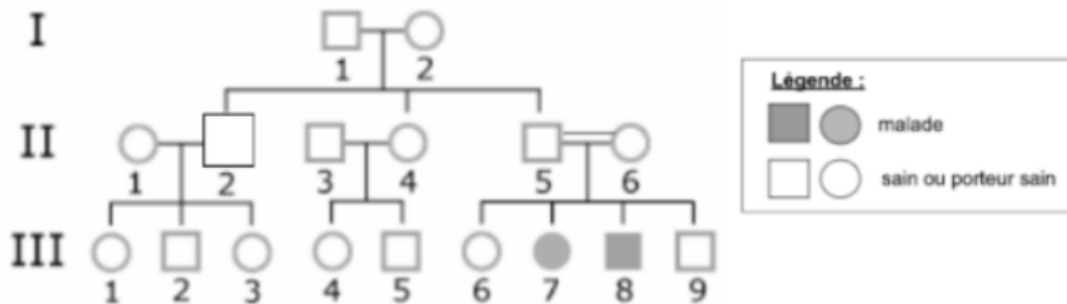 I
1 2
II
1 2 3 4 5 6
III
1 2 3 4 5 6 7 8 9
Légende :
malade
sain ou porteur sain